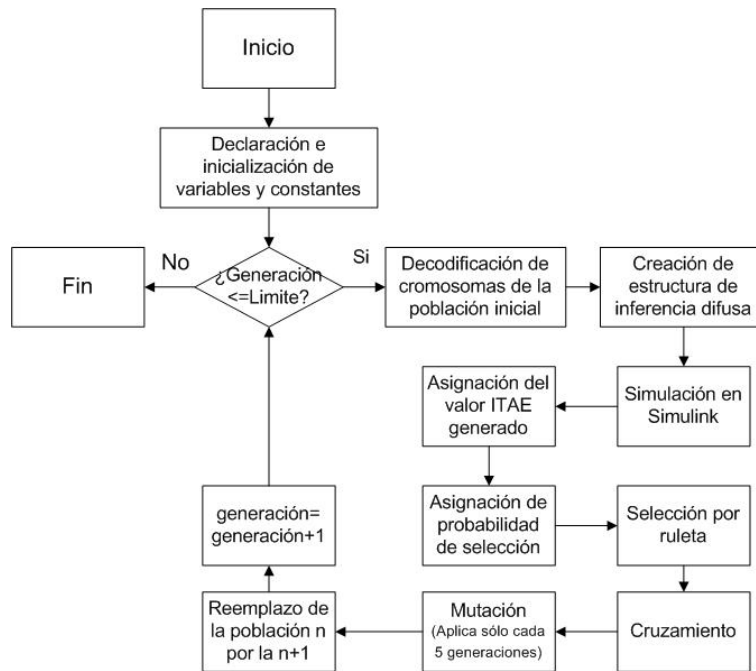 Inicio
Declaración e
inicialización de
variables y constantes
¿Generación
<=Limite?
No
Fin
Si
Decodificación de
cromosomas de la
población inicial
Creación de
estructura de
inferencia difusa
Simulación en
Simulink
Asignación del
valor ITAE
generado
Asignación de
probabilidad
de selección
Selección por
ruleta
Cruzamiento
Mutación
(Aplica sólo cada
5 generaciones)
Reemplazo de
la población n
por la n+1
generación=
generación+1